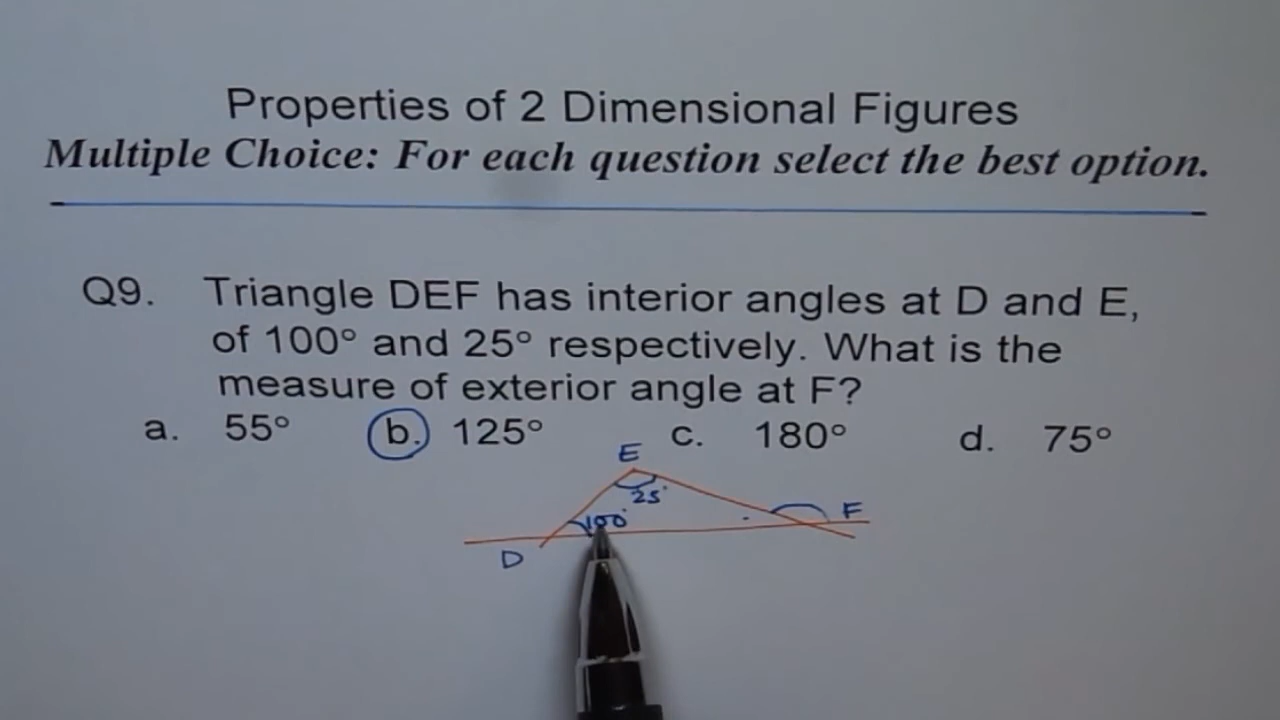 Properties of 2 Dimensional Figures
Multiple Choice: For each question select the best option.
Q9. Triangle DEF has interior angles at D and E,
of 100° and 25° respectively. What is the
measure of exterior angle at F?
a. 55° b. 125° c. 180° d. 75°
E
25°
100°
F
D